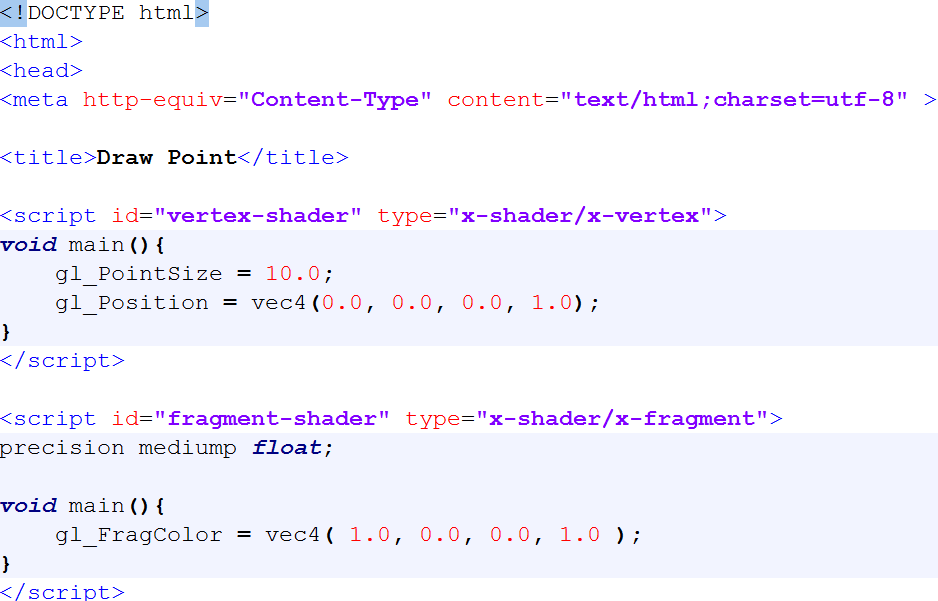 <!DOCTYPE html>
<html>
<head>
<meta http-equiv="Content-Type" content="text/html;charset=utf-8" >
<title>Draw Point</title>
<script id="vertex-shader" type="x-shader/x-vertex">
void main(){
    gl_PointSize = 10.0;
    gl_Position = vec4(0.0, 0.0, 0.0, 1.0);
}
</script>
<script id="fragment-shader" type="x-shader/x-fragment">
precision mediump float;
void main(){
    gl_FragColor = vec4( 1.0, 0.0, 0.0, 1.0 );
}
</script>